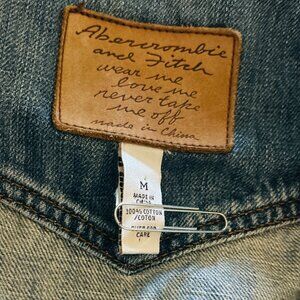 Abercrombie
and Fitch
wear me
love me
never take
me off
made in China
M
MADE IN
100% COTTON
/COTON
CARE